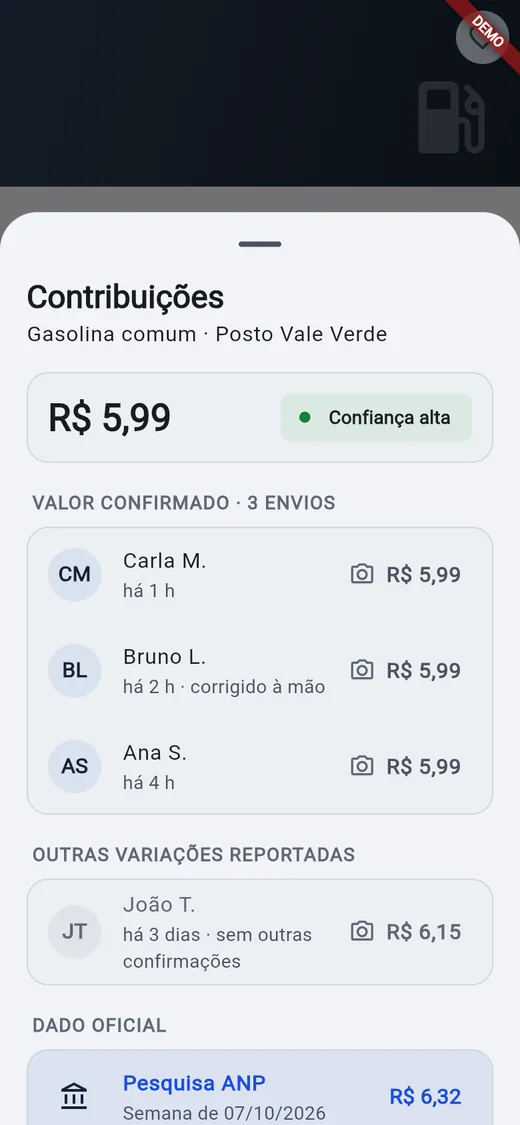 DEMO
Contribuições
Gasolina comum · Posto Vale Verde
R$ 5,99
Confiança alta
VALOR CONFIRMADO · 3 ENVIOS
CM
Carla M.
há 1 h
R$ 5,99
BL
Bruno L.
há 2 h · corrigido à mão
R$ 5,99
AS
Ana S.
há 4 h
R$ 5,99
OUTRAS VARIAÇÕES REPORTADAS
JT
João T.
há 3 dias · sem outras
confirmações
R$ 6,15
DADO OFICIAL
Pesquisa ANP
Semana de 07/10/2026
R$ 6,32